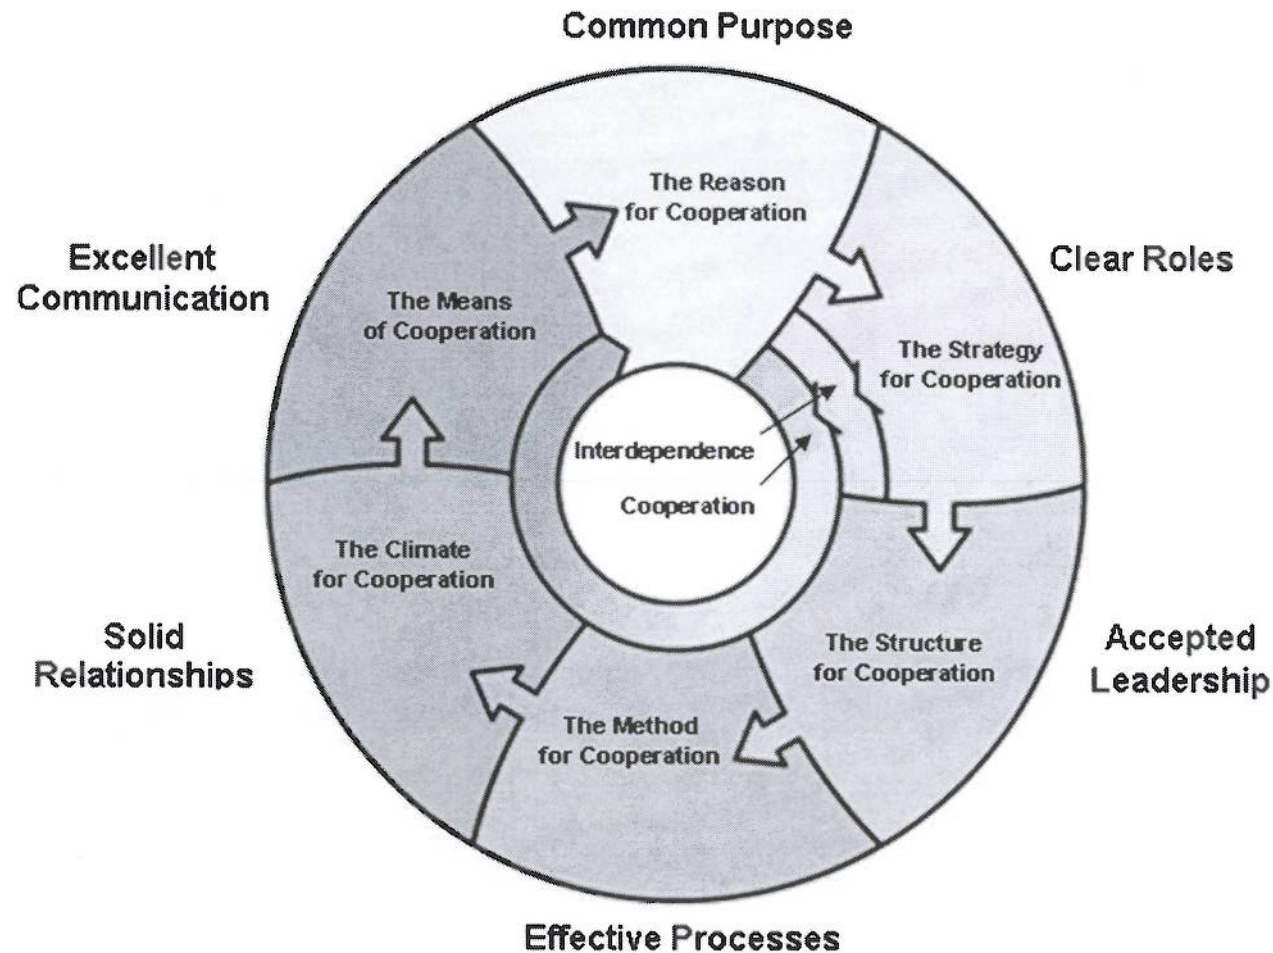 Common Purpose
The Reason
for Cooperation
Clear Roles
The Strategy
for Cooperation
Accepted
Leadership
The Structure
for Cooperation
Effective Processes
The Method
for Cooperation
Solid
Relationships
The Climate
for Cooperation
Excellent
Communication
The Means
of Cooperation
Interdependence
Cooperation